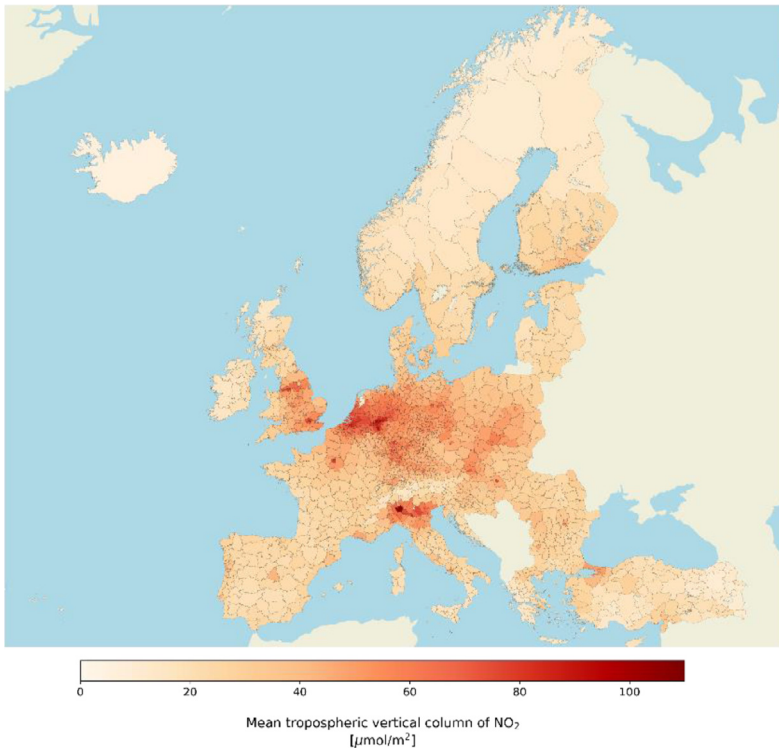 0 20 40 60 80 100
Mean tropospheric vertical column of NO₂
[μmol/m²]